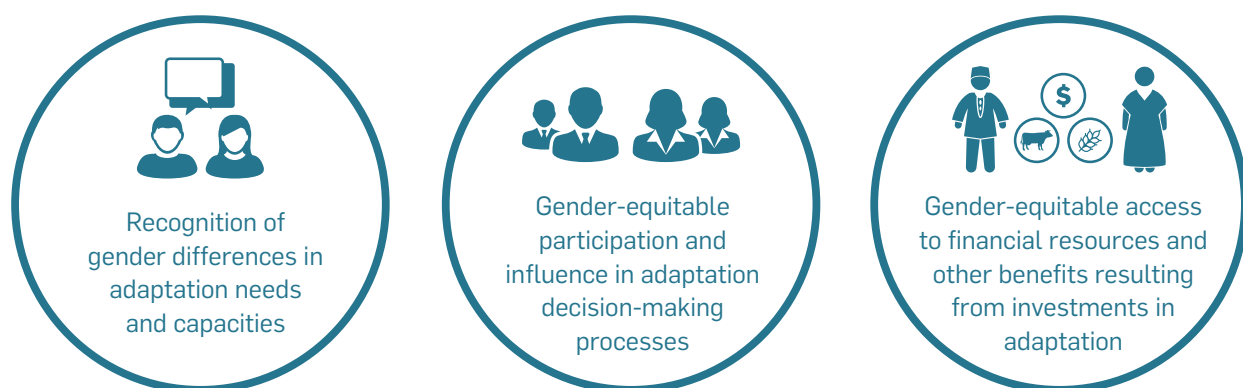 Recognition of
gender differences in
adaptation needs
and capacities
Gender-equitable
participation and
influence in adaptation
decision-making
processes
$
Gender-equitable access
to financial resources and
other benefits resulting
from investments in
adaptation